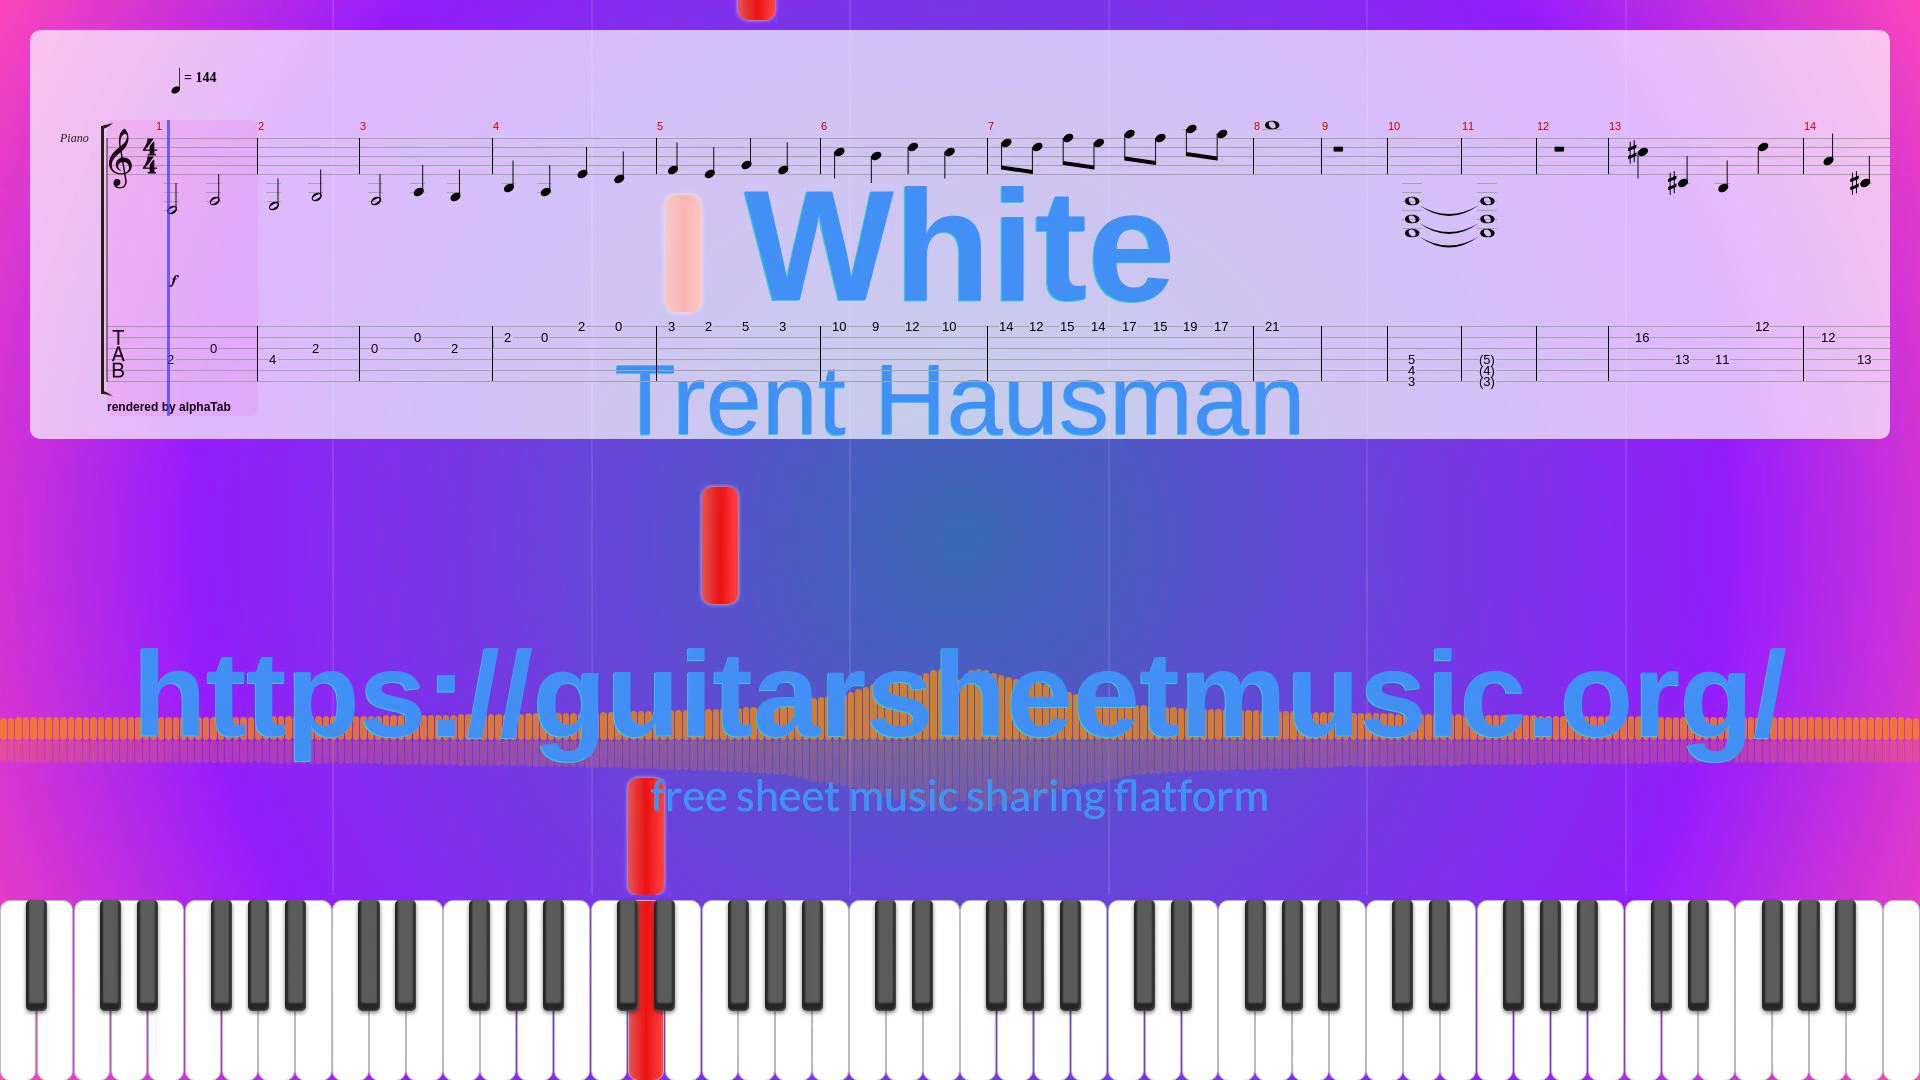 = 144
Piano
1 2 3 4 5 6 7 8 9 10 11 12 13 14
4
4
f
White
T
A
B
2 0 4 2 0 0 2 2 0 2 0 3 2 5 3 10 9 12 10 14 12 15 14 17 15 19 17 21 5 4 3 (5) (4) (3) 16 13 11 12 12 13
rendered by alphaTab
Trent Hausman
https://guitarsheetmusic.org/
free sheet music sharing flatform